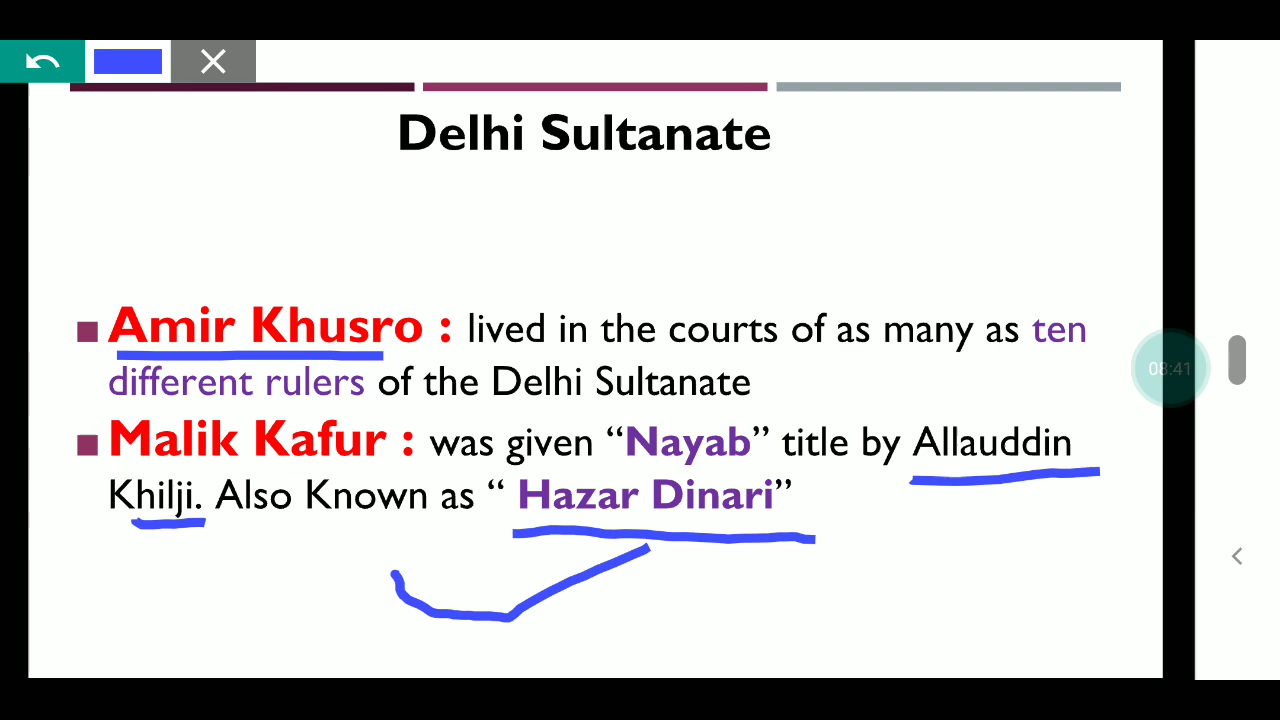 Delhi Sultanate
Amir Khusro : lived in the courts of as many as ten
different rulers of the Delhi Sultanate
Malik Kafur : was given “Nayab” title by Allauddin
Khilji. Also Known as “ Hazar Dinari”
08:41